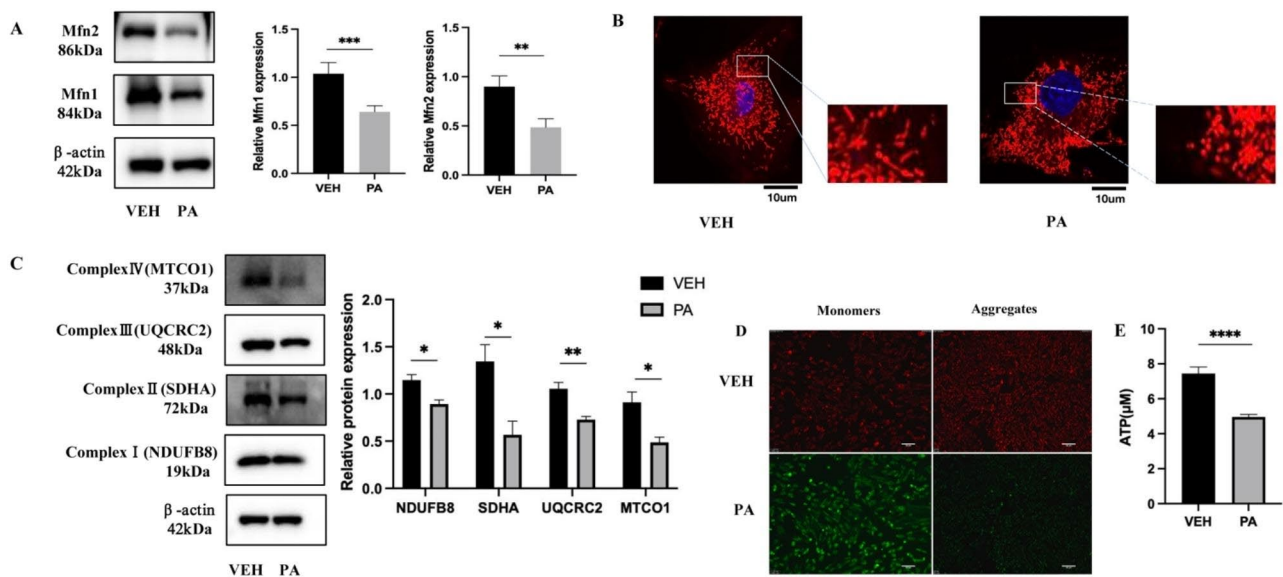 A
Mfn2
86kDa
Mfn1
84kDa
β-actin
42kDa
VEH PA
Relative Mfn1 expression
1.5
1.0
0.5
0.0
***
VEH PA
Relative Mfn2 expression
1.5
1.0
0.5
0.0
**
VEH PA
B
10um
VEH
10um
PA
C
ComplexⅣ(MTCO1)
37kDa
ComplexⅢ(UQCRC2)
48kDa
ComplexⅡ(SDHA)
72kDa
ComplexⅠ(NDUFB8)
19kDa
β-actin
42kDa
VEH PA
Relative protein expression
2.0
1.5
1.0
0.5
0.0
* * ** *
NDUFB8 SDHA UQCRC2 MTCO1
VEH
PA
D
Monomers Aggregates
VEH
PA
E
ATP(μM)
8
6
4
2
0
****
VEH PA